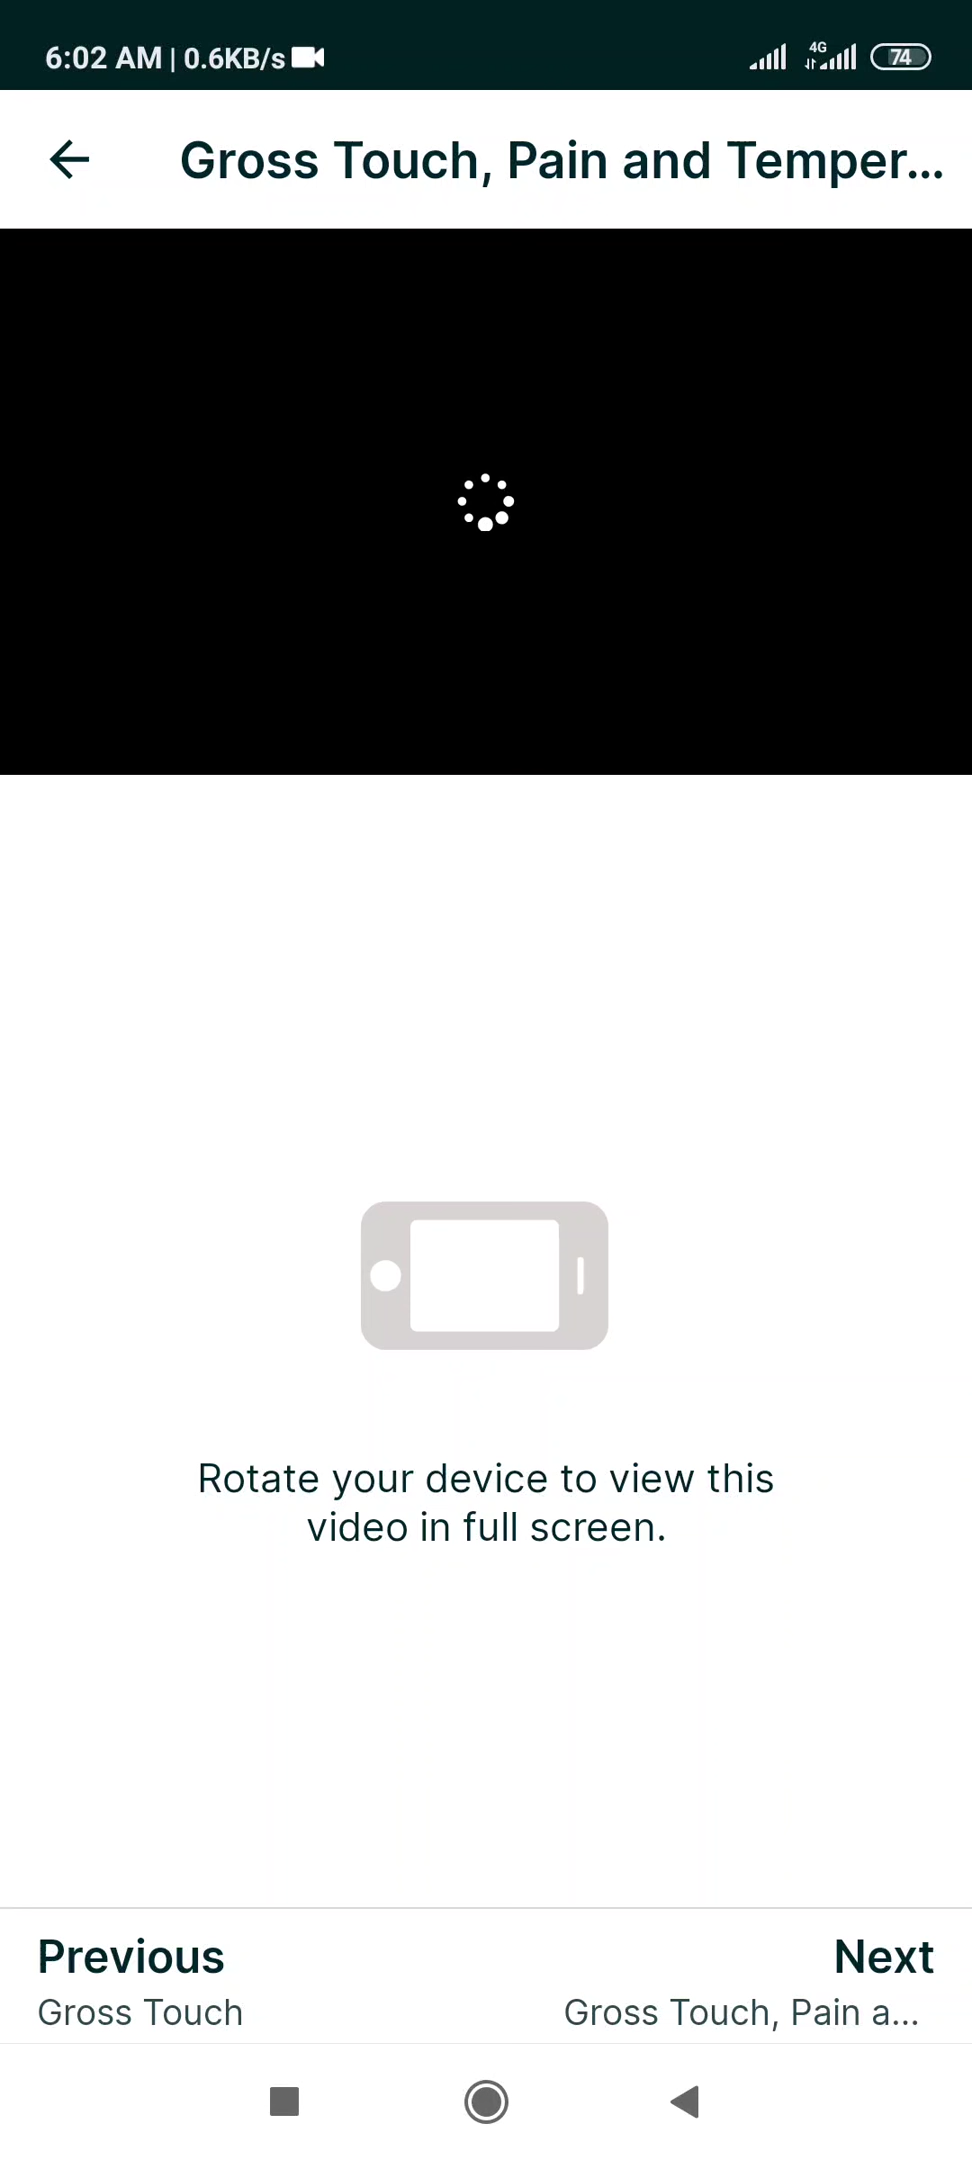 6:02 AM | 0.6KB/s
4G
74
Gross Touch, Pain and Temper...
Rotate your device to view this
video in full screen.
Previous
Next
Gross Touch
Gross Touch, Pain a...